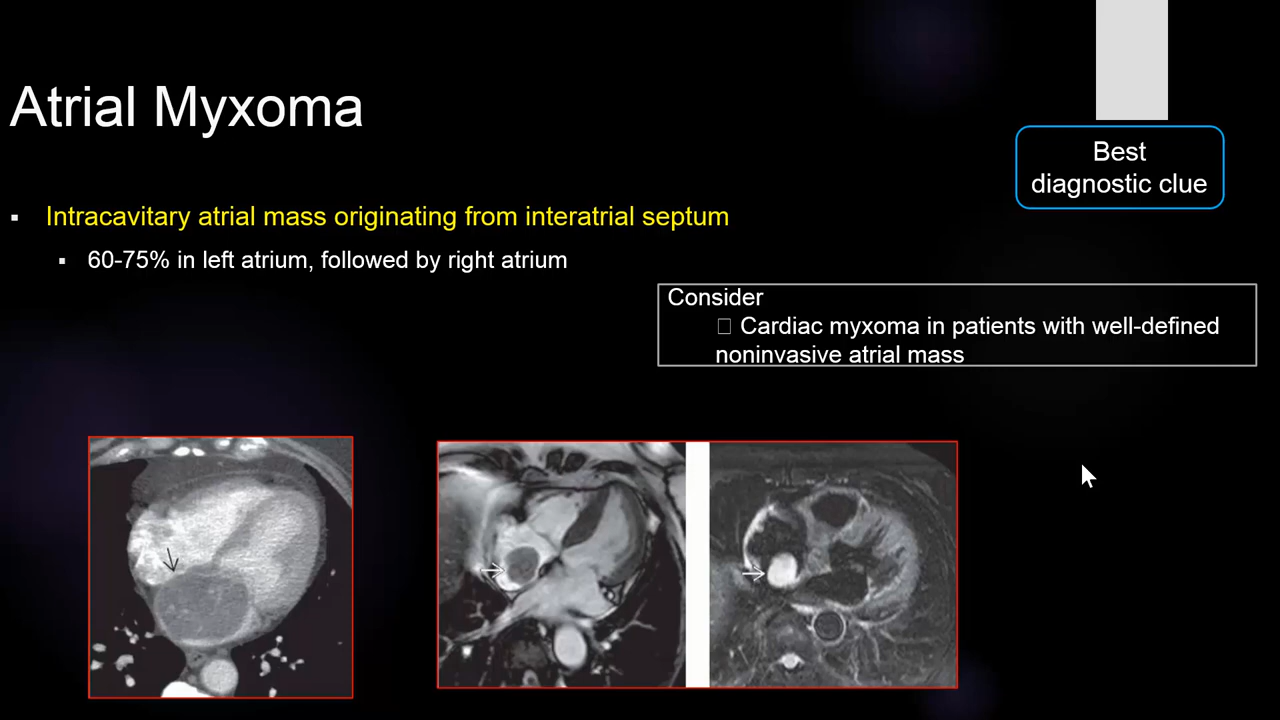 Atrial Myxoma
Best
diagnostic clue
▪ Intracavitary atrial mass originating from interatrial septum
▪ 60-75% in left atrium, followed by right atrium
Consider
□ Cardiac myxoma in patients with well-defined
noninvasive atrial mass